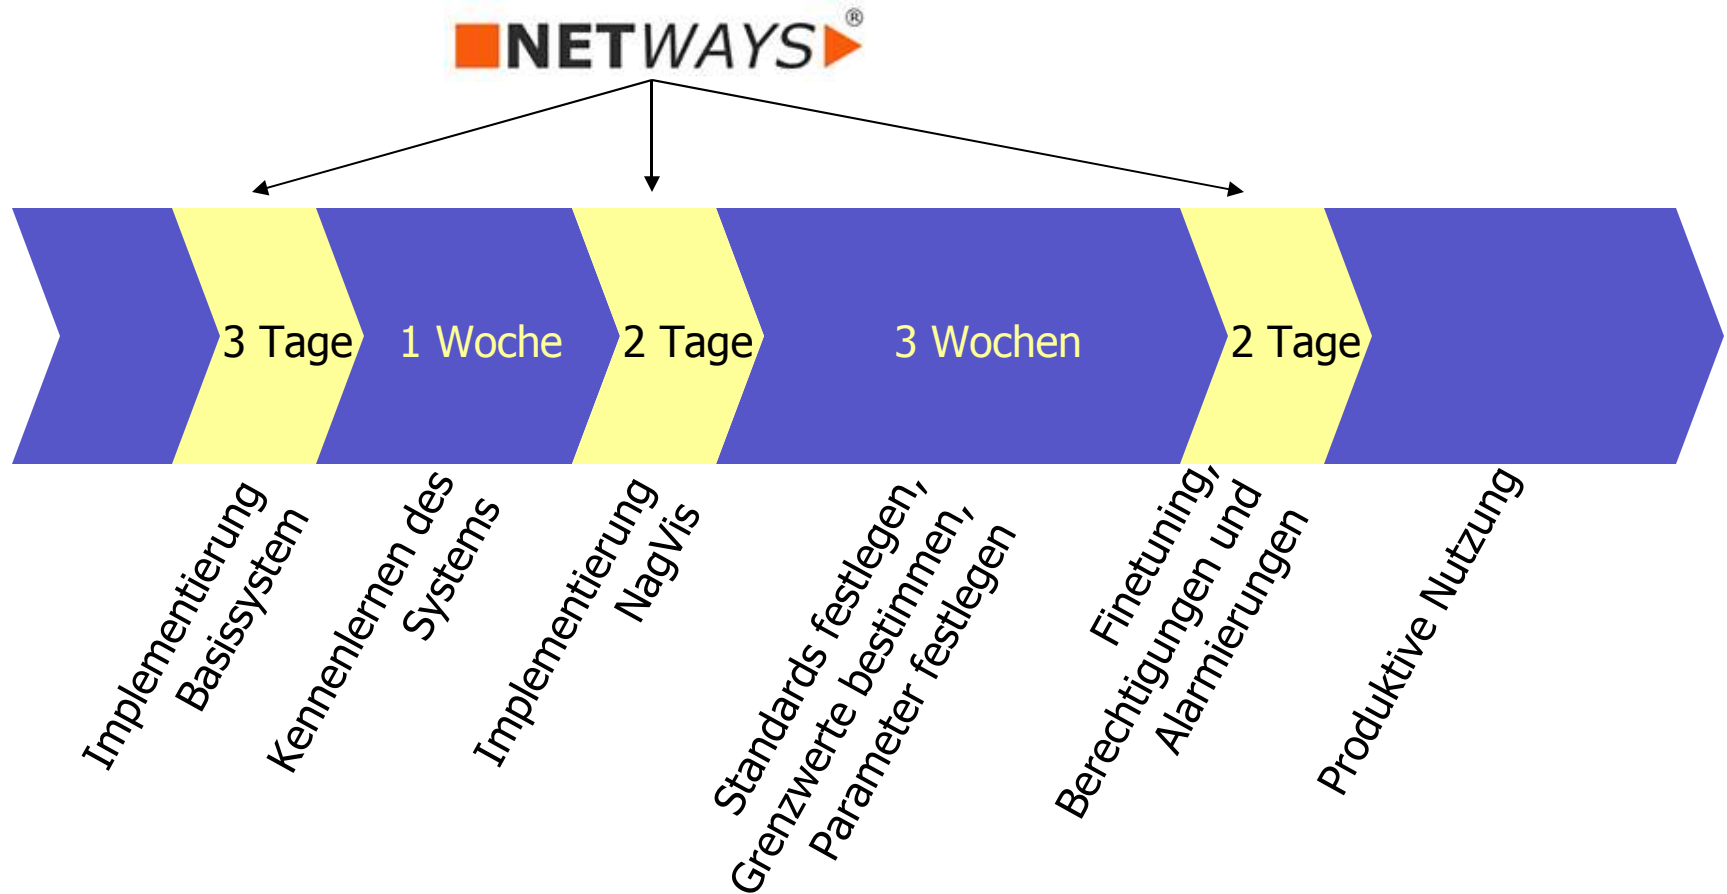 NETWAYS®
3 Tage
1 Woche
2 Tage
3 Wochen
2 Tage
Implementierung
Basissystem
Kennenlernen des
Systems
Implementierung
NagVis
Standards festlegen,
Grenzwerte bestimmen,
Parameter festlegen
Finetuning,
Berechtigungen und
Alarmierungen
Produktive Nutzung